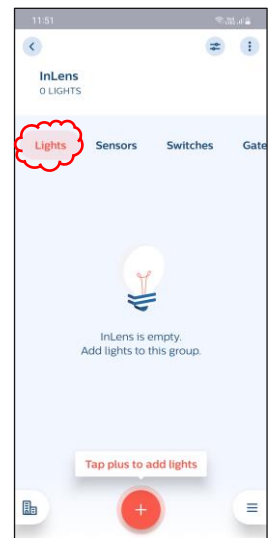 11:51
InLens
0 LIGHTS
Lights Sensors Switches Gate
InLens is empty.
Add lights to this group.
Tap plus to add lights